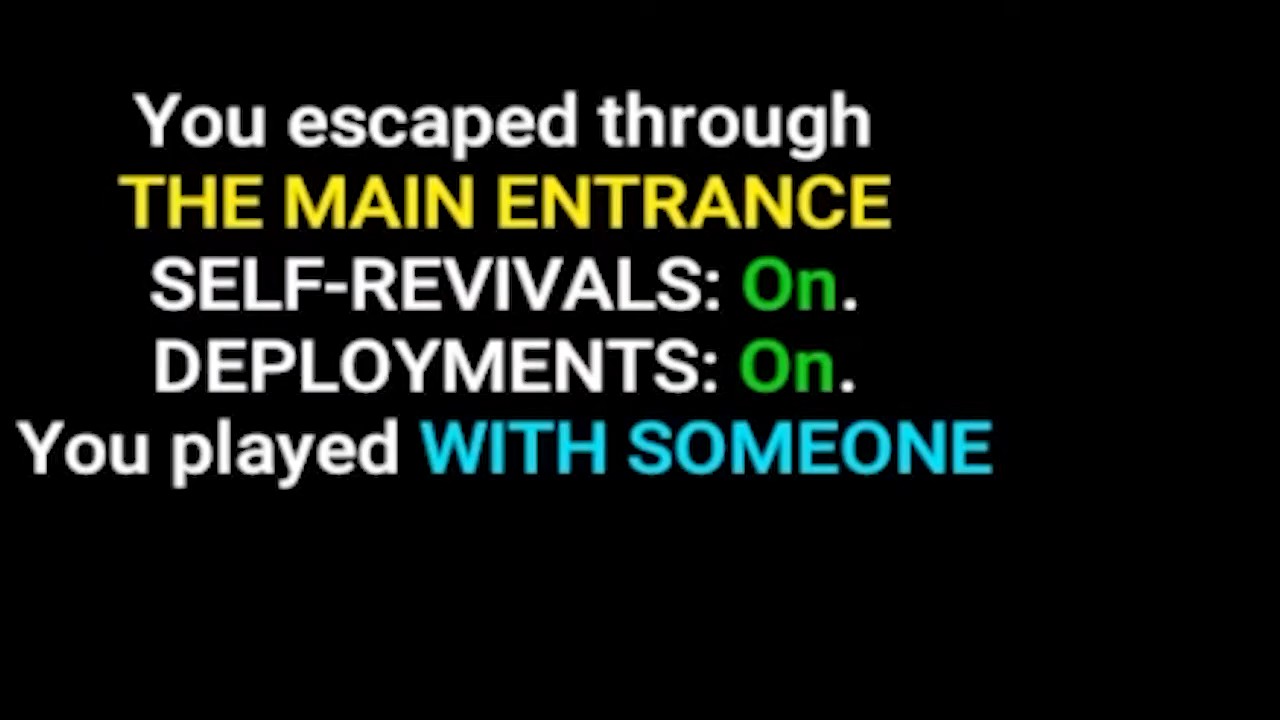 You escaped through
THE MAIN ENTRANCE
SELF-REVIVALS: On.
DEPLOYMENTS: On.
You played WITH SOMEONE